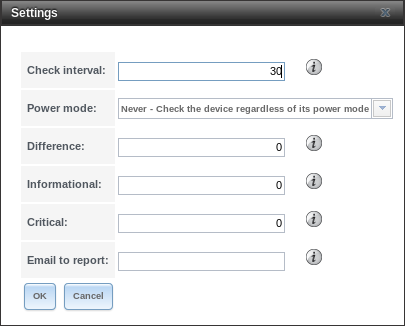 Settings
Check interval: 30
Power mode: Never - Check the device regardless of its power mode
Difference: 0
Informational: 0
Critical: 0
Email to report:
OK Cancel